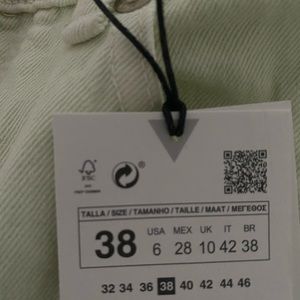 FSC
TALLA / SIZE / TAMANHO / TAILLE / MAAT / ΜΕΓΕΘΟΣ
38 USA MEX UK IT BR
6 28 10 42 38
32 34 36 38 40 42 44 46